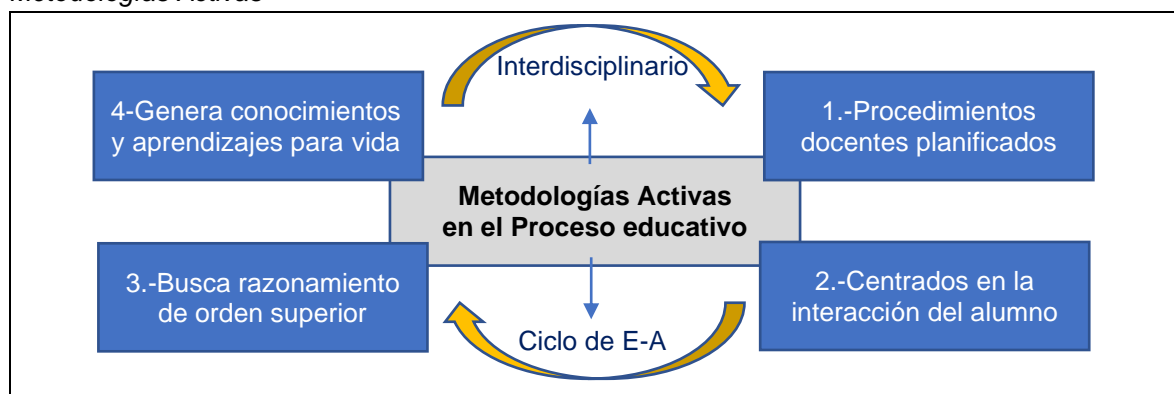 Metodologías Activas
Interdisciplinario
4-Genera conocimientos
y aprendizajes para vida
1.-Procedimientos
docentes planificados
Metodologías Activas
en el Proceso educativo
3.-Busca razonamiento
de orden superior
2.-Centrados en la
interacción del alumno
Ciclo de E-A